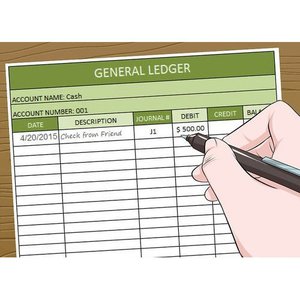 GENERAL LEDGER
ACCOUNT NAME: Cash
ACCOUNT NUMBER: 001
DATE DESCRIPTION JOURNAL # DEBIT CREDIT
4/20/2015 Check from Friend J1 $ 500.00